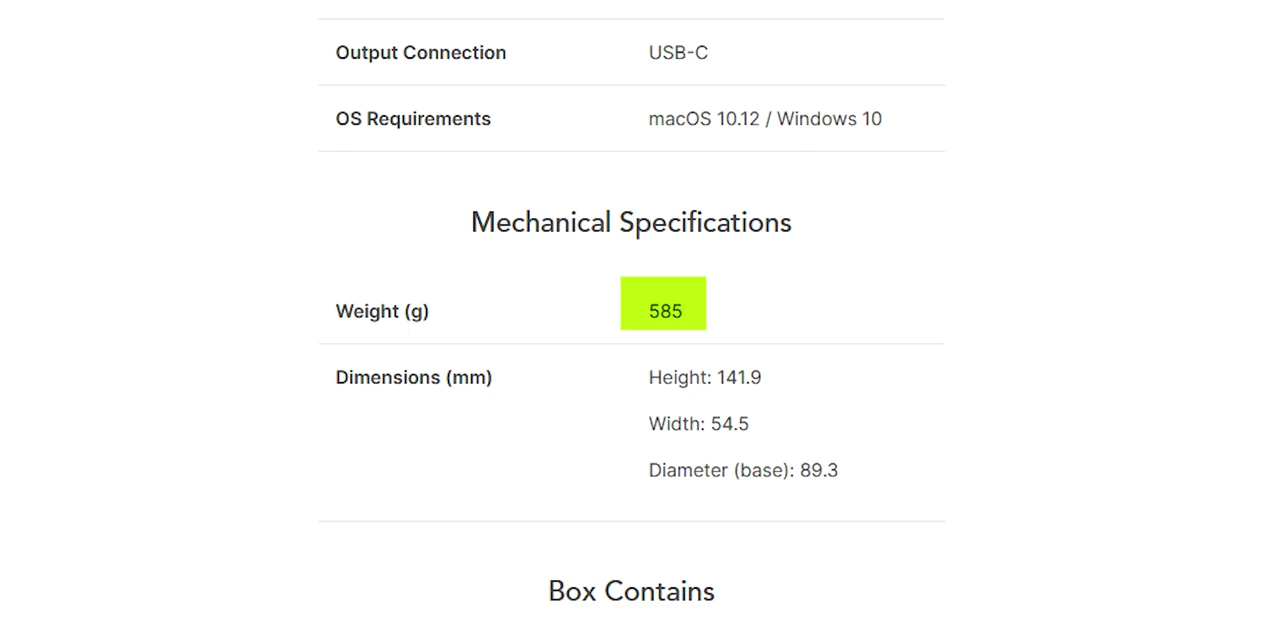 Output Connection USB-C
OS Requirements macOS 10.12 / Windows 10
Mechanical Specifications
Weight (g) 585
Dimensions (mm) Height: 141.9
Width: 54.5
Diameter (base): 89.3
Box Contains